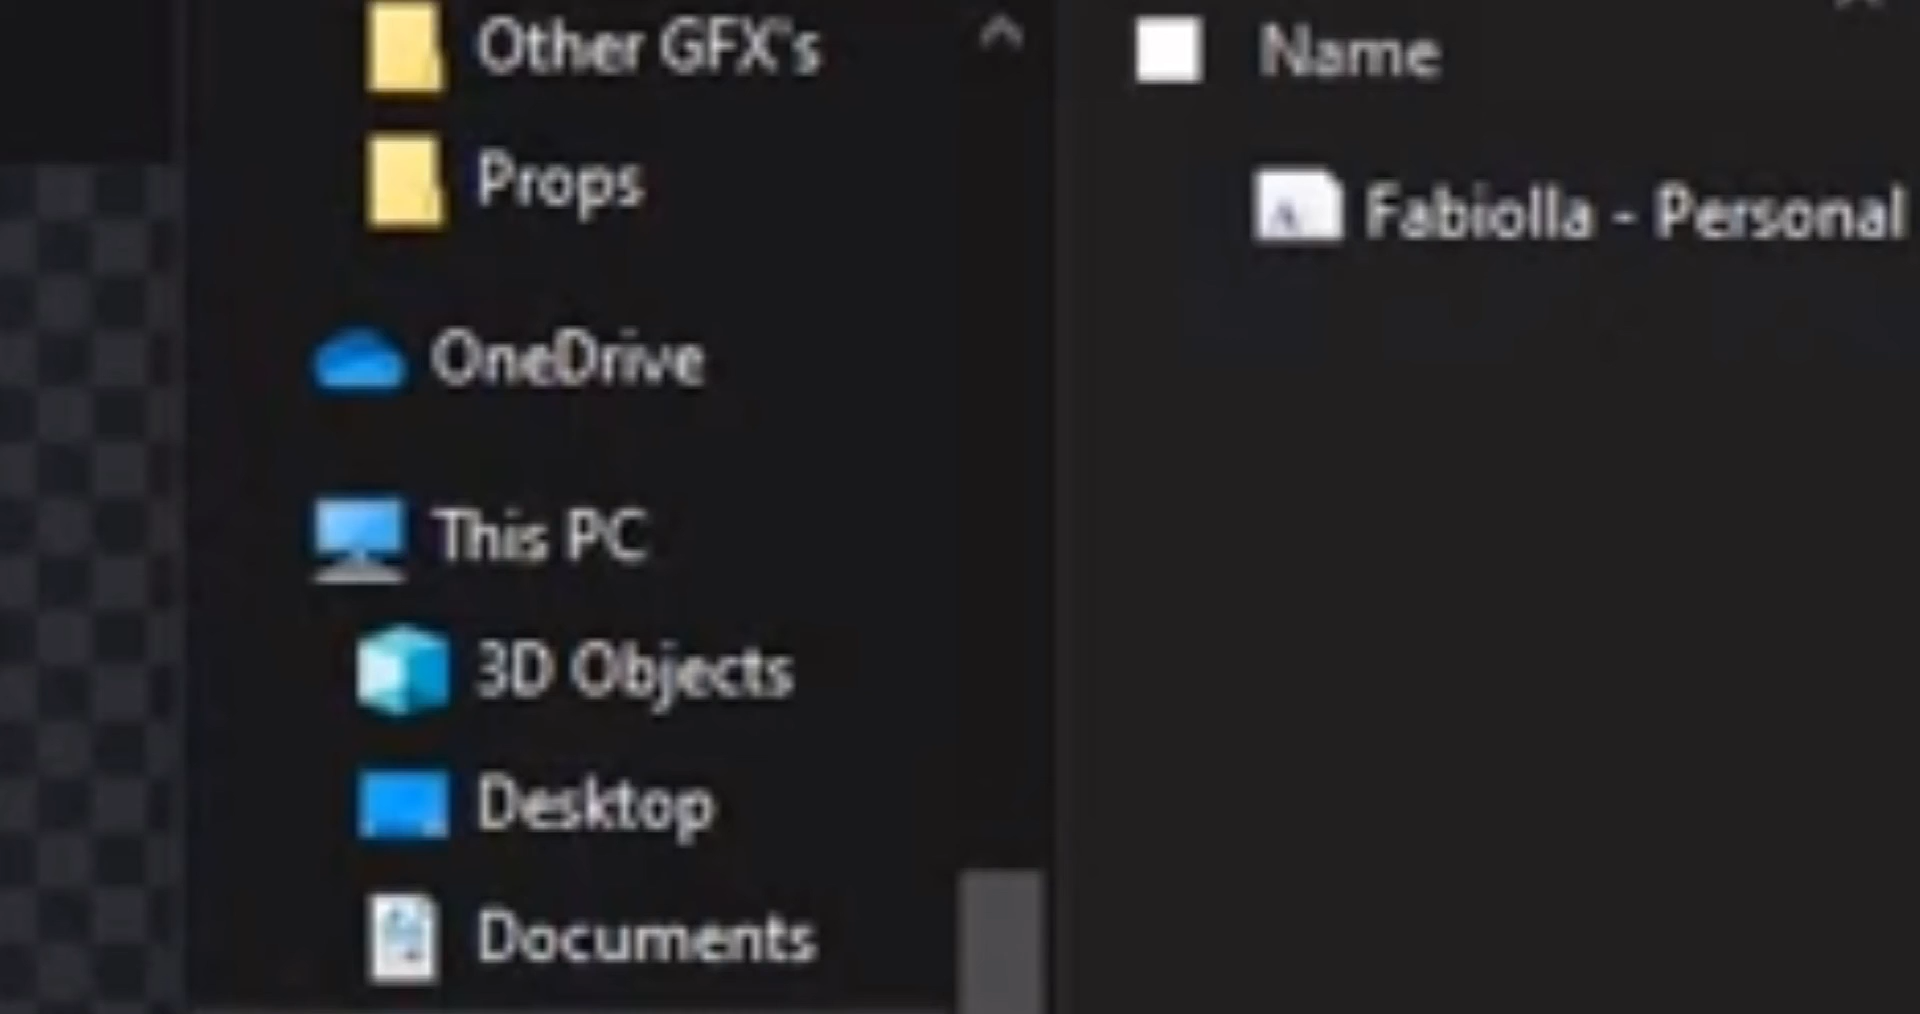 Other GFX's
Props
OneDrive
This PC
3D Objects
Desktop
Documents
Name
Fabiolla - Personal